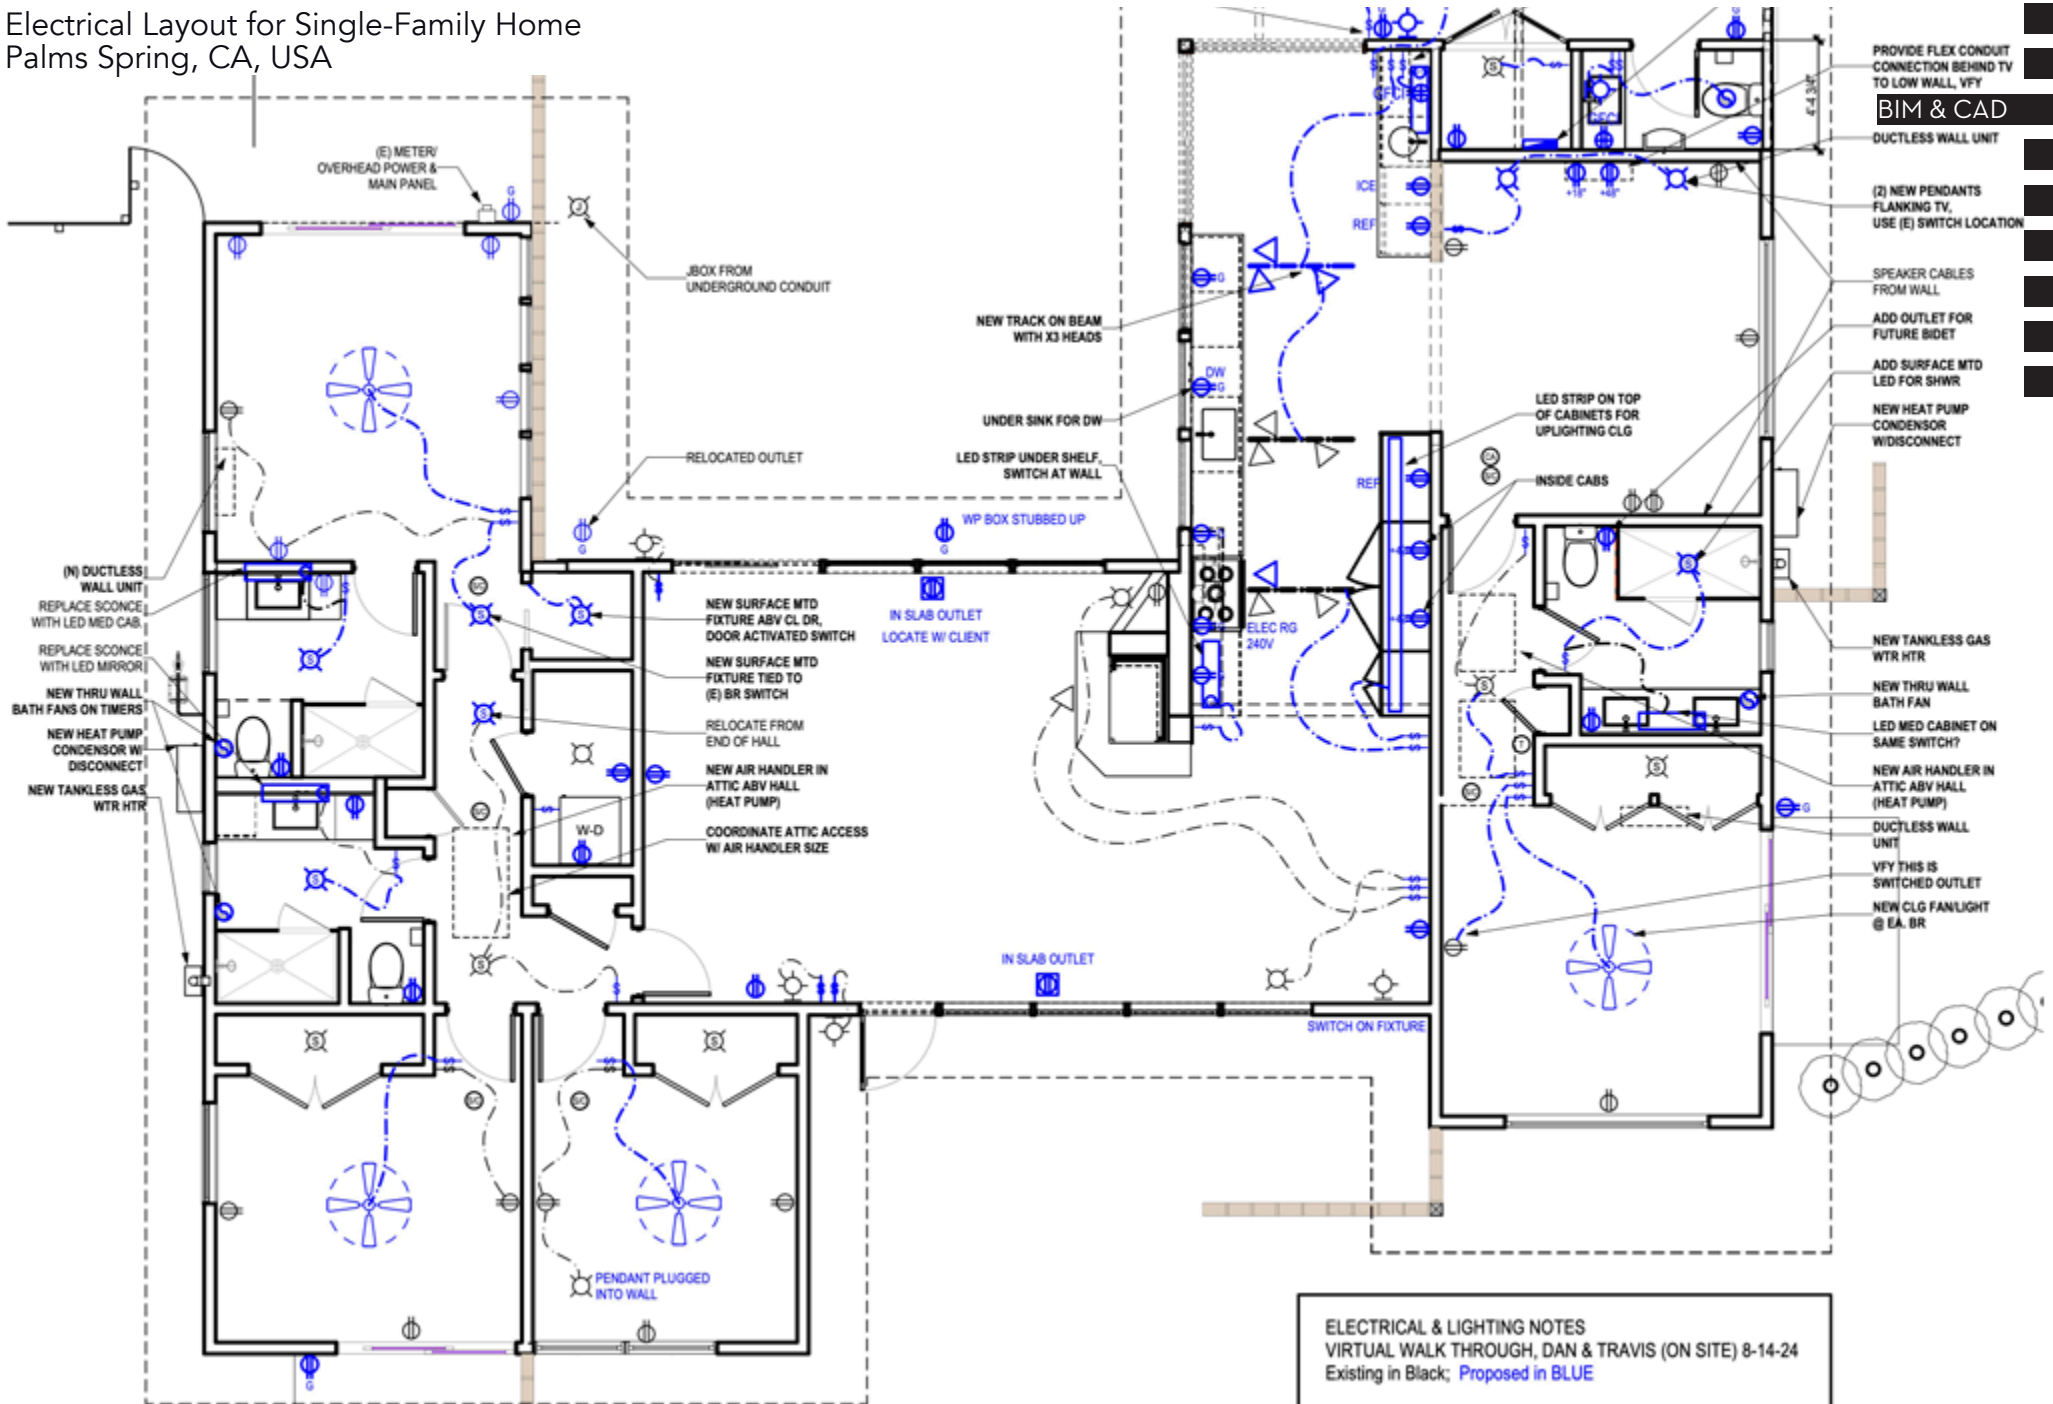 Electrical Layout for Single-Family Home
Palms Spring, CA, USA
BIM & CAD
(E) METER/
OVERHEAD POWER &
MAIN PANEL
G
J
JBOX FROM
UNDERGROUND CONDUIT
RELOCATED OUTLET
G
WP BOX STUBBED UP
G
(N) DUCTLESS
WALL UNIT
REPLACE SCONCE
WITH LED MED CAB.
REPLACE SCONCE
WITH LED MIRROR
NEW THRU WALL
BATH FANS ON TIMERS
NEW HEAT PUMP
CONDENSOR W/
DISCONNECT
NEW TANKLESS GAS
WTR HTR
NEW SURFACE MTD
FIXTURE ABV CL DR,
DOOR ACTIVATED SWITCH
NEW SURFACE MTD
FIXTURE TIED TO
(E) BR SWITCH
RELOCATE FROM
END OF HALL
NEW AIR HANDLER IN
ATTIC ABV HALL
(HEAT PUMP)
COORDINATE ATTIC ACCESS
W/ AIR HANDLER SIZE
W-D
IN SLAB OUTLET
LOCATE W/ CLIENT
IN SLAB OUTLET
PENDANT PLUGGED
INTO WALL
G
NEW TRACK ON BEAM
WITH X3 HEADS
UNDER SINK FOR DW
LED STRIP UNDER SHELF,
SWITCH AT WALL
GFCI
ICE
REF
G
DW
G
REF
ELEC RG
240V
LED STRIP ON TOP
OF CABINETS FOR
UPLIGHTING CLG
INSIDE CABS
SWITCH ON FIXTURE
GFCI
+18"
+48"
4'-4 3/4"
PROVIDE FLEX CONDUIT
CONNECTION BEHIND TV
TO LOW WALL, VFY
DUCTLESS WALL UNIT
(2) NEW PENDANTS
FLANKING TV,
USE (E) SWITCH LOCATION
SPEAKER CABLES
FROM WALL
ADD OUTLET FOR
FUTURE BIDET
ADD SURFACE MTD
LED FOR SHWR
NEW HEAT PUMP
CONDENSOR
W/DISCONNECT
NEW TANKLESS GAS
WTR HTR
NEW THRU WALL
BATH FAN
LED MED CABINET ON
SAME SWITCH?
NEW AIR HANDLER IN
ATTIC ABV HALL
(HEAT PUMP)
G
DUCTLESS WALL
UNIT
VFY THIS IS
SWITCHED OUTLET
NEW CLG FAN/LIGHT
@ EA. BR
ELECTRICAL & LIGHTING NOTES
VIRTUAL WALK THROUGH, DAN & TRAVIS (ON SITE) 8-14-24
Existing in Black; Proposed in BLUE